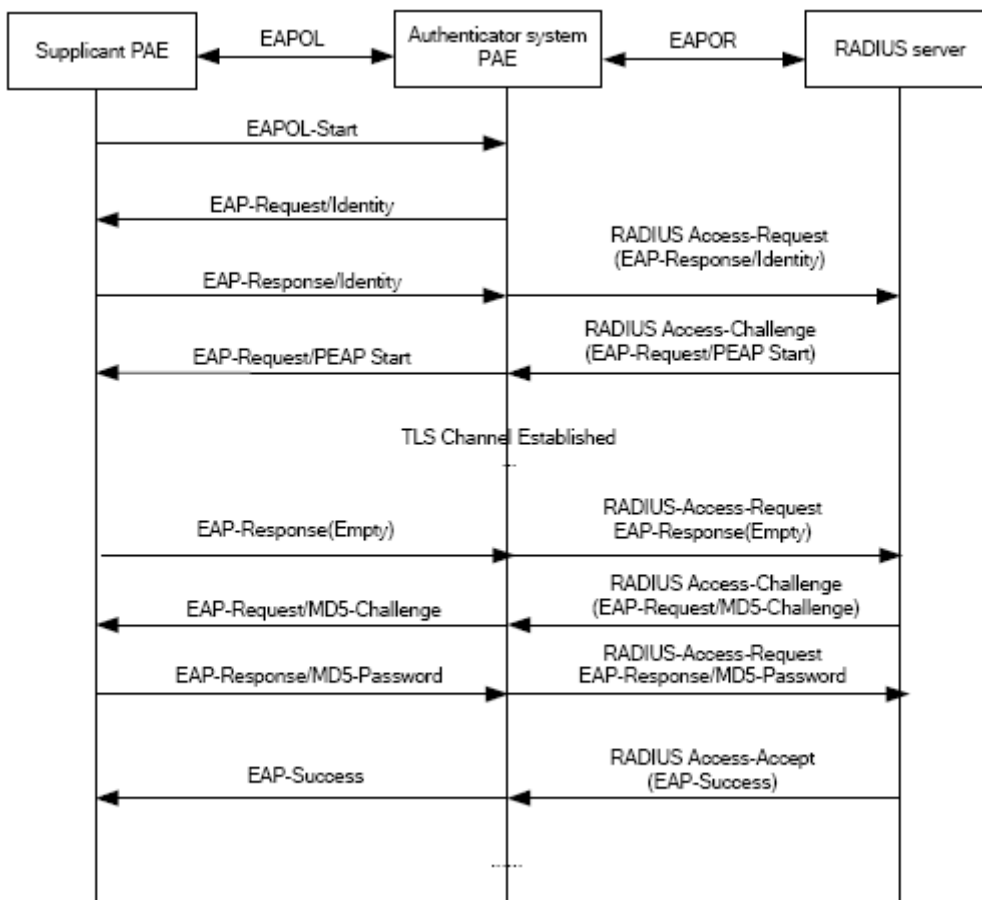 Supplicant PAE
EAPOL
Authenticator system
PAE
EAPOR
RADIUS server
EAPOL-Start
EAP-Request/Identity
RADIUS Access-Request
(EAP-Response/Identity)
EAP-Response/Identity
RADIUS Access-Challenge
(EAP-Request/PEAP Start)
EAP-Request/PEAP Start
TLS Channel Established
RADIUS-Access-Request
EAP-Response(Empty)
EAP-Response(Empty)
RADIUS Access-Challenge
(EAP-Request/MD5-Challenge)
EAP-Request/MD5-Challenge
RADIUS-Access-Request
EAP-Response/MD5-Password
EAP-Response/MD5-Password
RADIUS Access-Accept
(EAP-Success)
EAP-Success